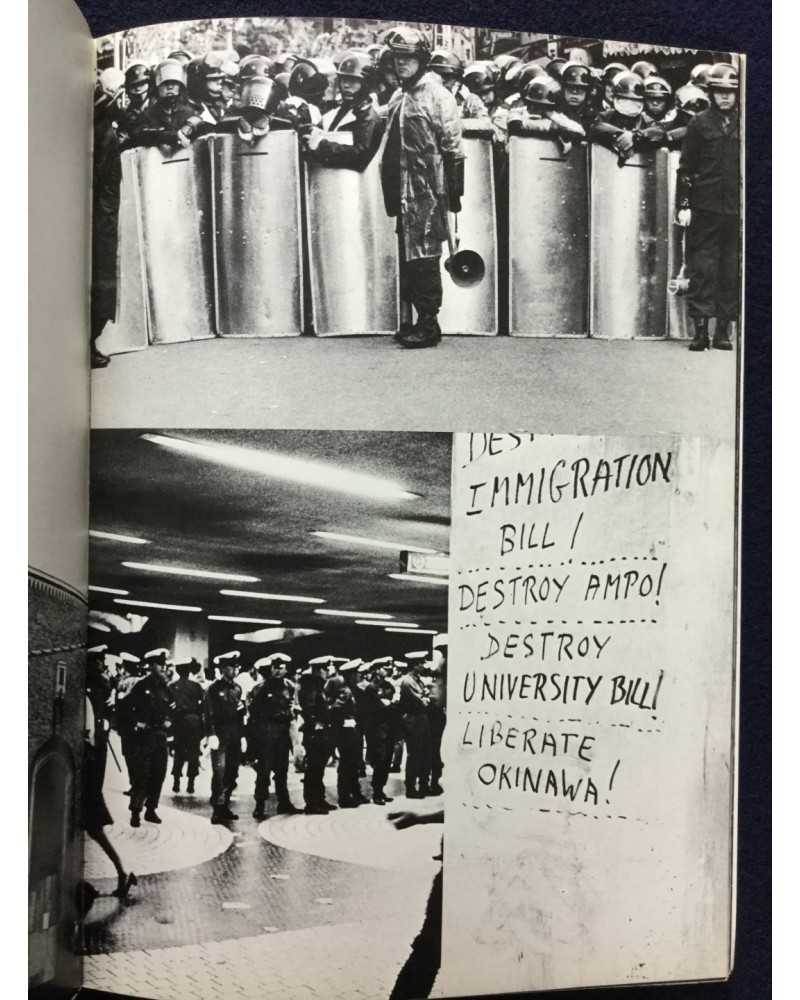 IMMIGRATION
BILL!
DESTROY AMPO!
DESTROY
UNIVERSITY BILL!
LIBERATE
OKINAWA!